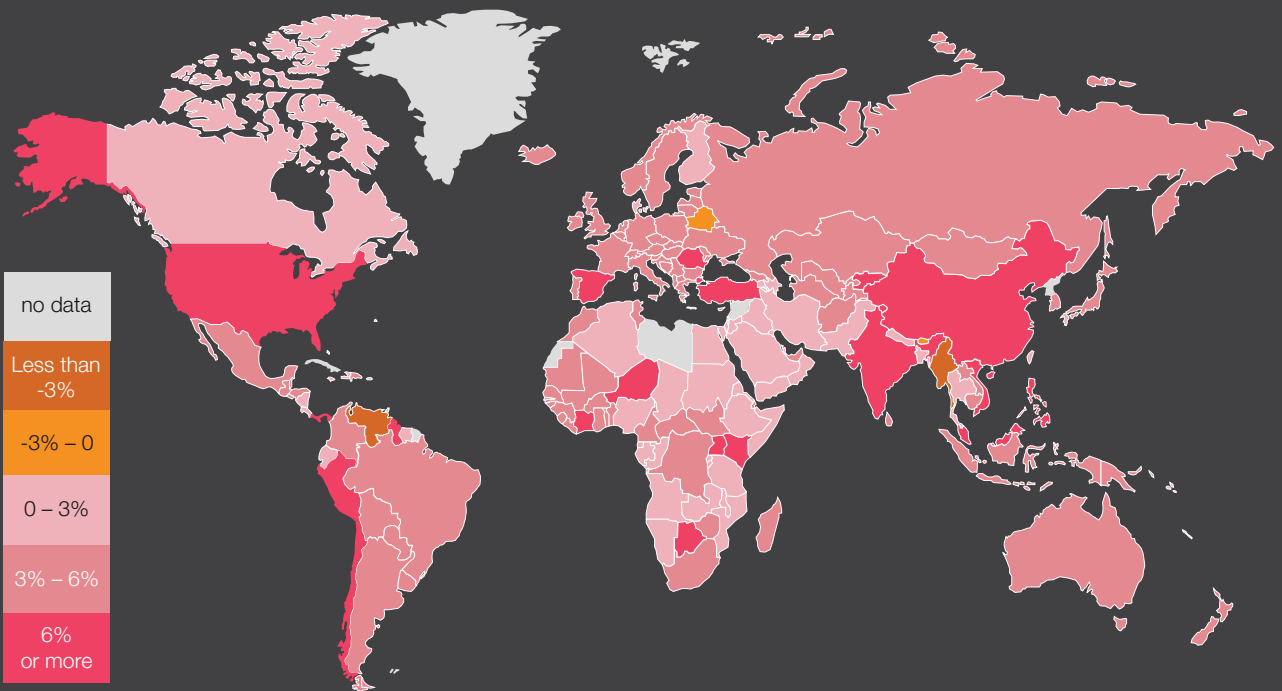 no data
Less than
-3%
-3% – 0
0 – 3%
3% – 6%
6%
or more